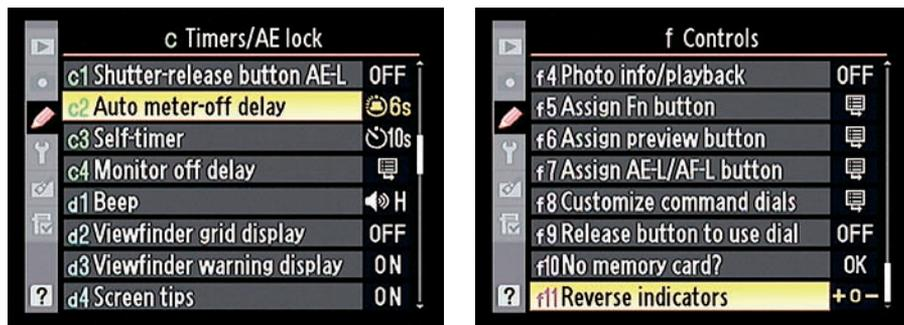 c Timers/AE lock
c1 Shutter-release button AE-L OFF
c2 Auto meter-off delay 6s
c3 Self-timer 10s
c4 Monitor off delay
d1 Beep H
d2 Viewfinder grid display OFF
d3 Viewfinder warning display ON
d4 Screen tips ON
?
f Controls
f4 Photo info/playback OFF
f5 Assign Fn button
f6 Assign preview button
f7 Assign AE-L/AF-L button
f8 Customize command dials
f9 Release button to use dial OFF
f10 No memory card? OK
f11 Reverse indicators +0−
?